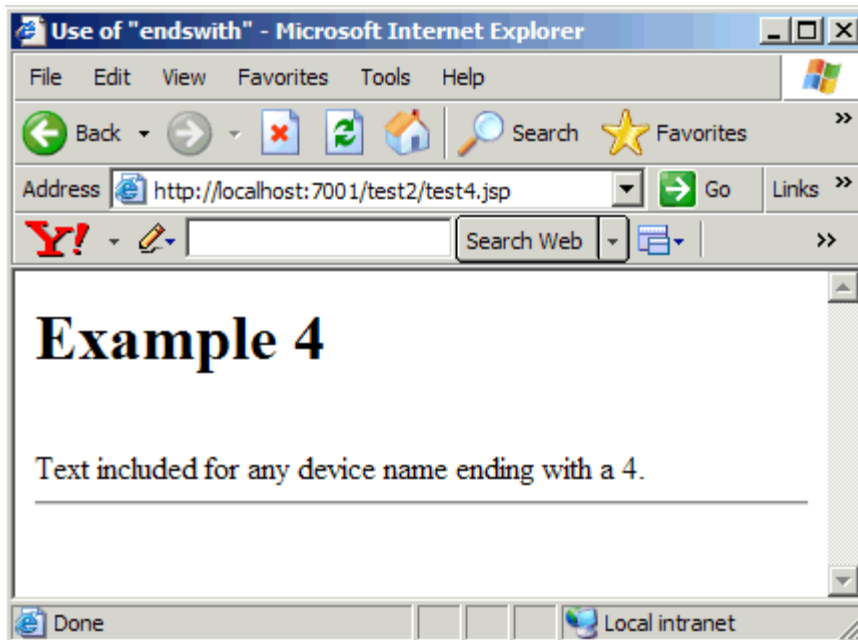 Use of "endswith" - Microsoft Internet Explorer
File Edit View Favorites Tools Help
Back Search Favorites »
Address http://localhost:7001/test2/test4.jsp Go Links »
Y! Search Web »
Example 4
Text included for any device name ending with a 4.
Done Local intranet